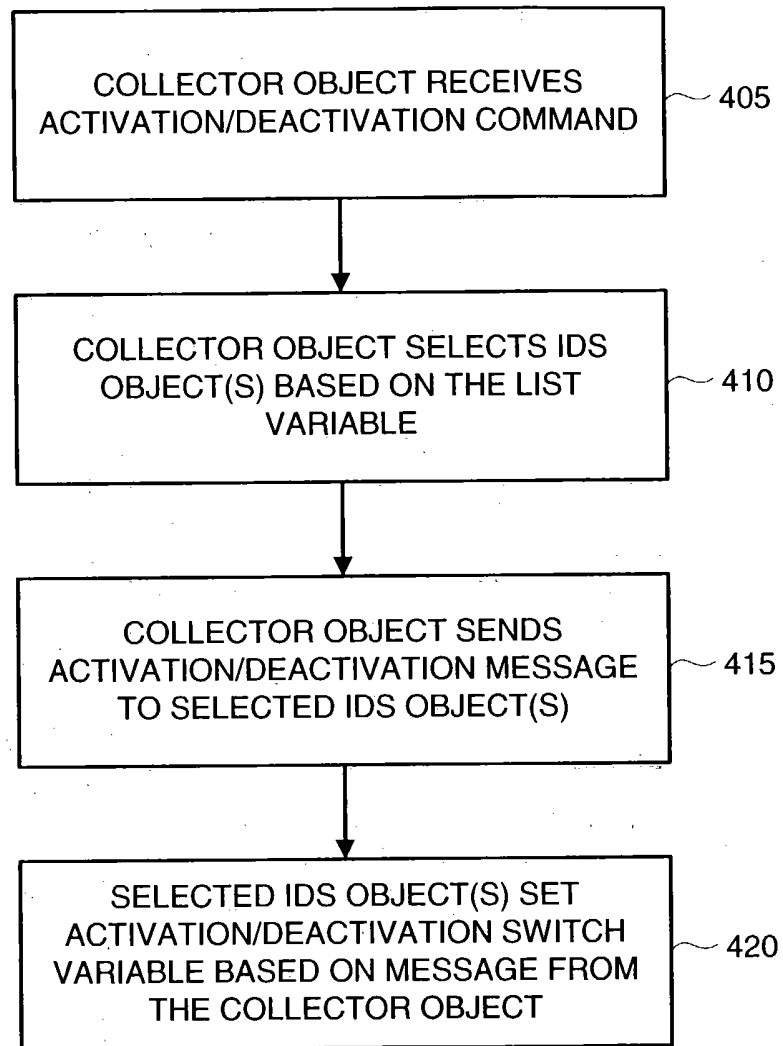 COLLECTOR OBJECT RECEIVES
ACTIVATION/DEACTIVATION COMMAND
405
COLLECTOR OBJECT SELECTS IDS
OBJECT(S) BASED ON THE LIST
VARIABLE
410
COLLECTOR OBJECT SENDS
ACTIVATION/DEACTIVATION MESSAGE
TO SELECTED IDS OBJECT(S)
415
SELECTED IDS OBJECT(S) SET
ACTIVATION/DEACTIVATION SWITCH
VARIABLE BASED ON MESSAGE FROM
THE COLLECTOR OBJECT
420